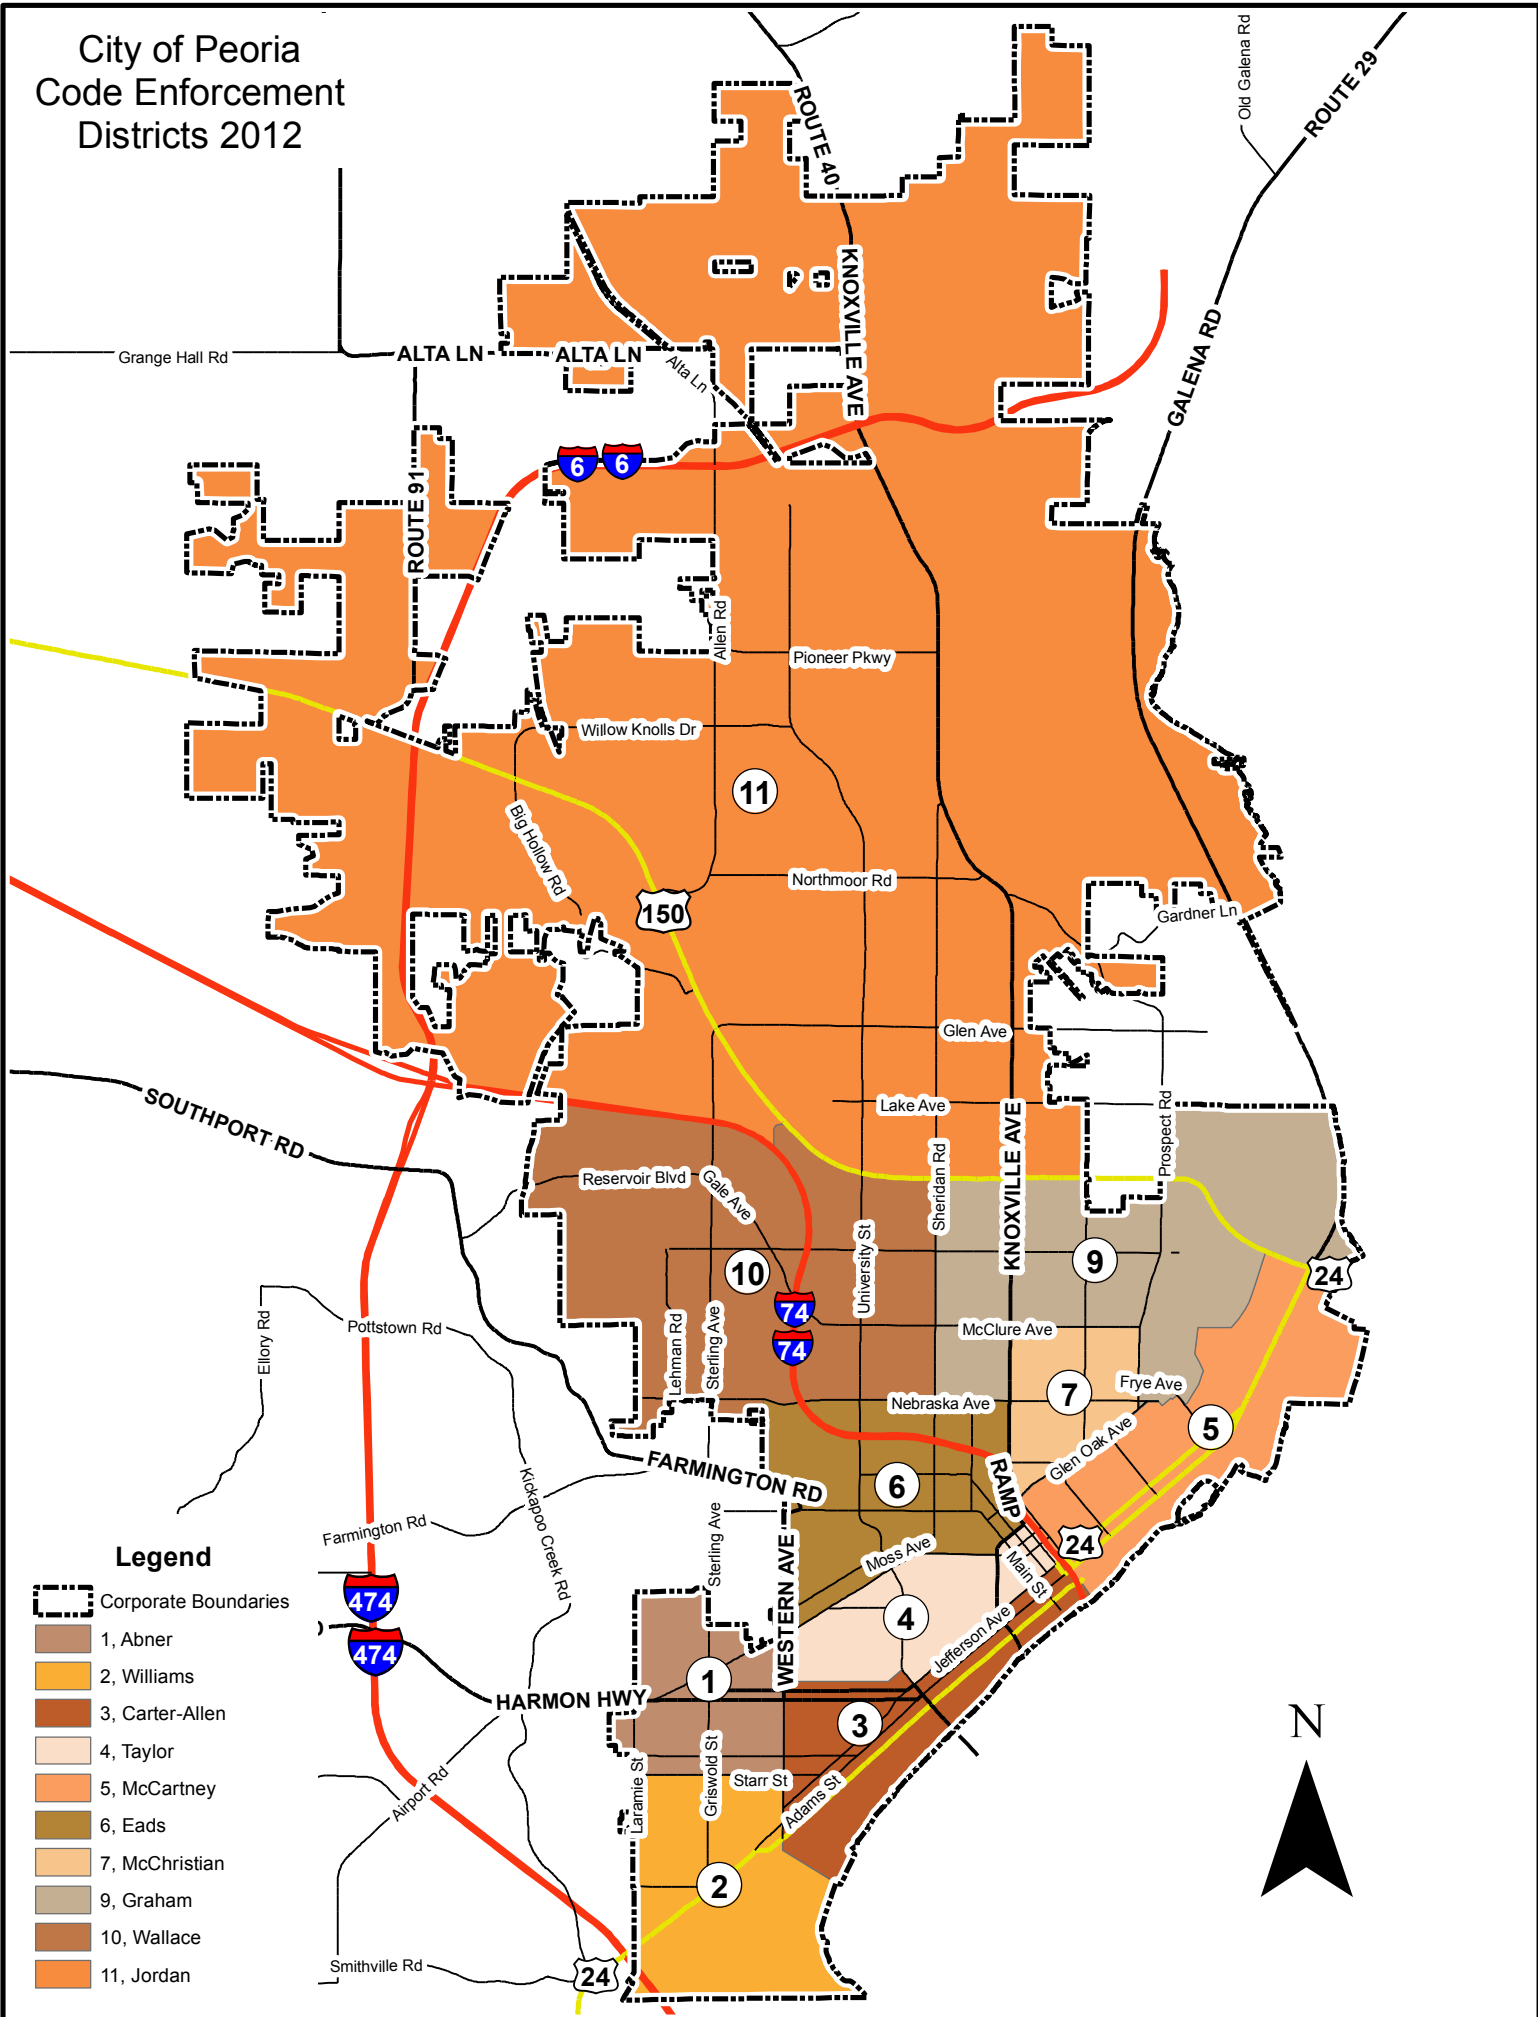 City of Peoria
Code Enforcement
Districts 2012
Old Galena Rd
ROUTE 29
ROUTE 40
KNOXVILLE AVE
GALENA RD
Grange Hall Rd
ALTA LN
ALTA LN
Alta Ln
6
6
ROUTE 91
Allen Rd
Pioneer Pkwy
Willow Knolls Dr
11
Big Hollow Rd
Northmoor Rd
150
Gardner Ln
Glen Ave
SOUTHPORT RD
Lake Ave
KNOXVILLE AVE
Prospect Rd
Sheridan Rd
Reservoir Blvd
Gale Ave
University St
9
10
24
74
74
Ellory Rd
Pottstown Rd
Lehman Rd
Sterling Ave
McClure Ave
7
Frye Ave
Nebraska Ave
5
Glen Oak Ave
FARMINGTON RD
RAMP
6
Kickapoo Creek Rd
Farmington Rd
Sterling Ave
WESTERN AVE
24
Moss Ave
Main St
4
Jefferson Ave
474
474
1
HARMON HWY
3
Griswold St
Laramie St
Starr St
Adams St
Airport Rd
2
Smithville Rd
24
N
Legend
Corporate Boundaries
1, Abner
2, Williams
3, Carter-Allen
4, Taylor
5, McCartney
6, Eads
7, McChristian
9, Graham
10, Wallace
11, Jordan